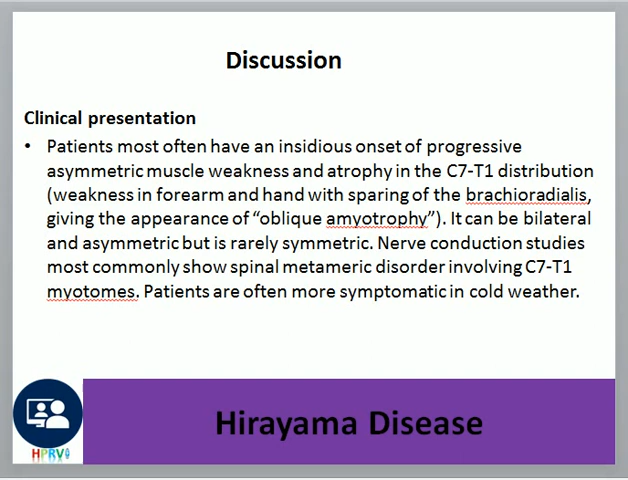 Discussion
Clinical presentation
• Patients most often have an insidious onset of progressive
asymmetric muscle weakness and atrophy in the C7-T1 distribution
(weakness in forearm and hand with sparing of the brachioradialis,
giving the appearance of “oblique amyotrophy”). It can be bilateral
and asymmetric but is rarely symmetric. Nerve conduction studies
most commonly show spinal metameric disorder involving C7-T1
myotomes. Patients are often more symptomatic in cold weather.
Hirayama Disease
HPRV